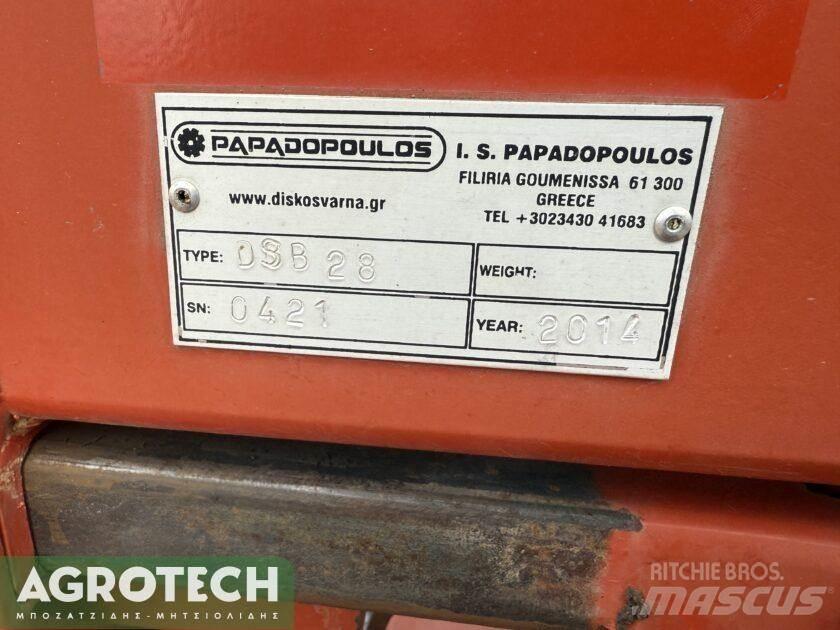 PAPADOPOULOS
I. S. PAPADOPOULOS
FILIRIA GOUMENISSA 61 300
GREECE
www.diskosvarna.gr
TEL +3023430 41683
TYPE: DSB 28
WEIGHT:
SN: 0421
YEAR: 2014
AGROTECH
ΜΠΟΖΑΤΖΙΔΗΣ-ΜΗΤΣΙΟΛΙΔΗΣ
RITCHIE BROS.
MASCUS